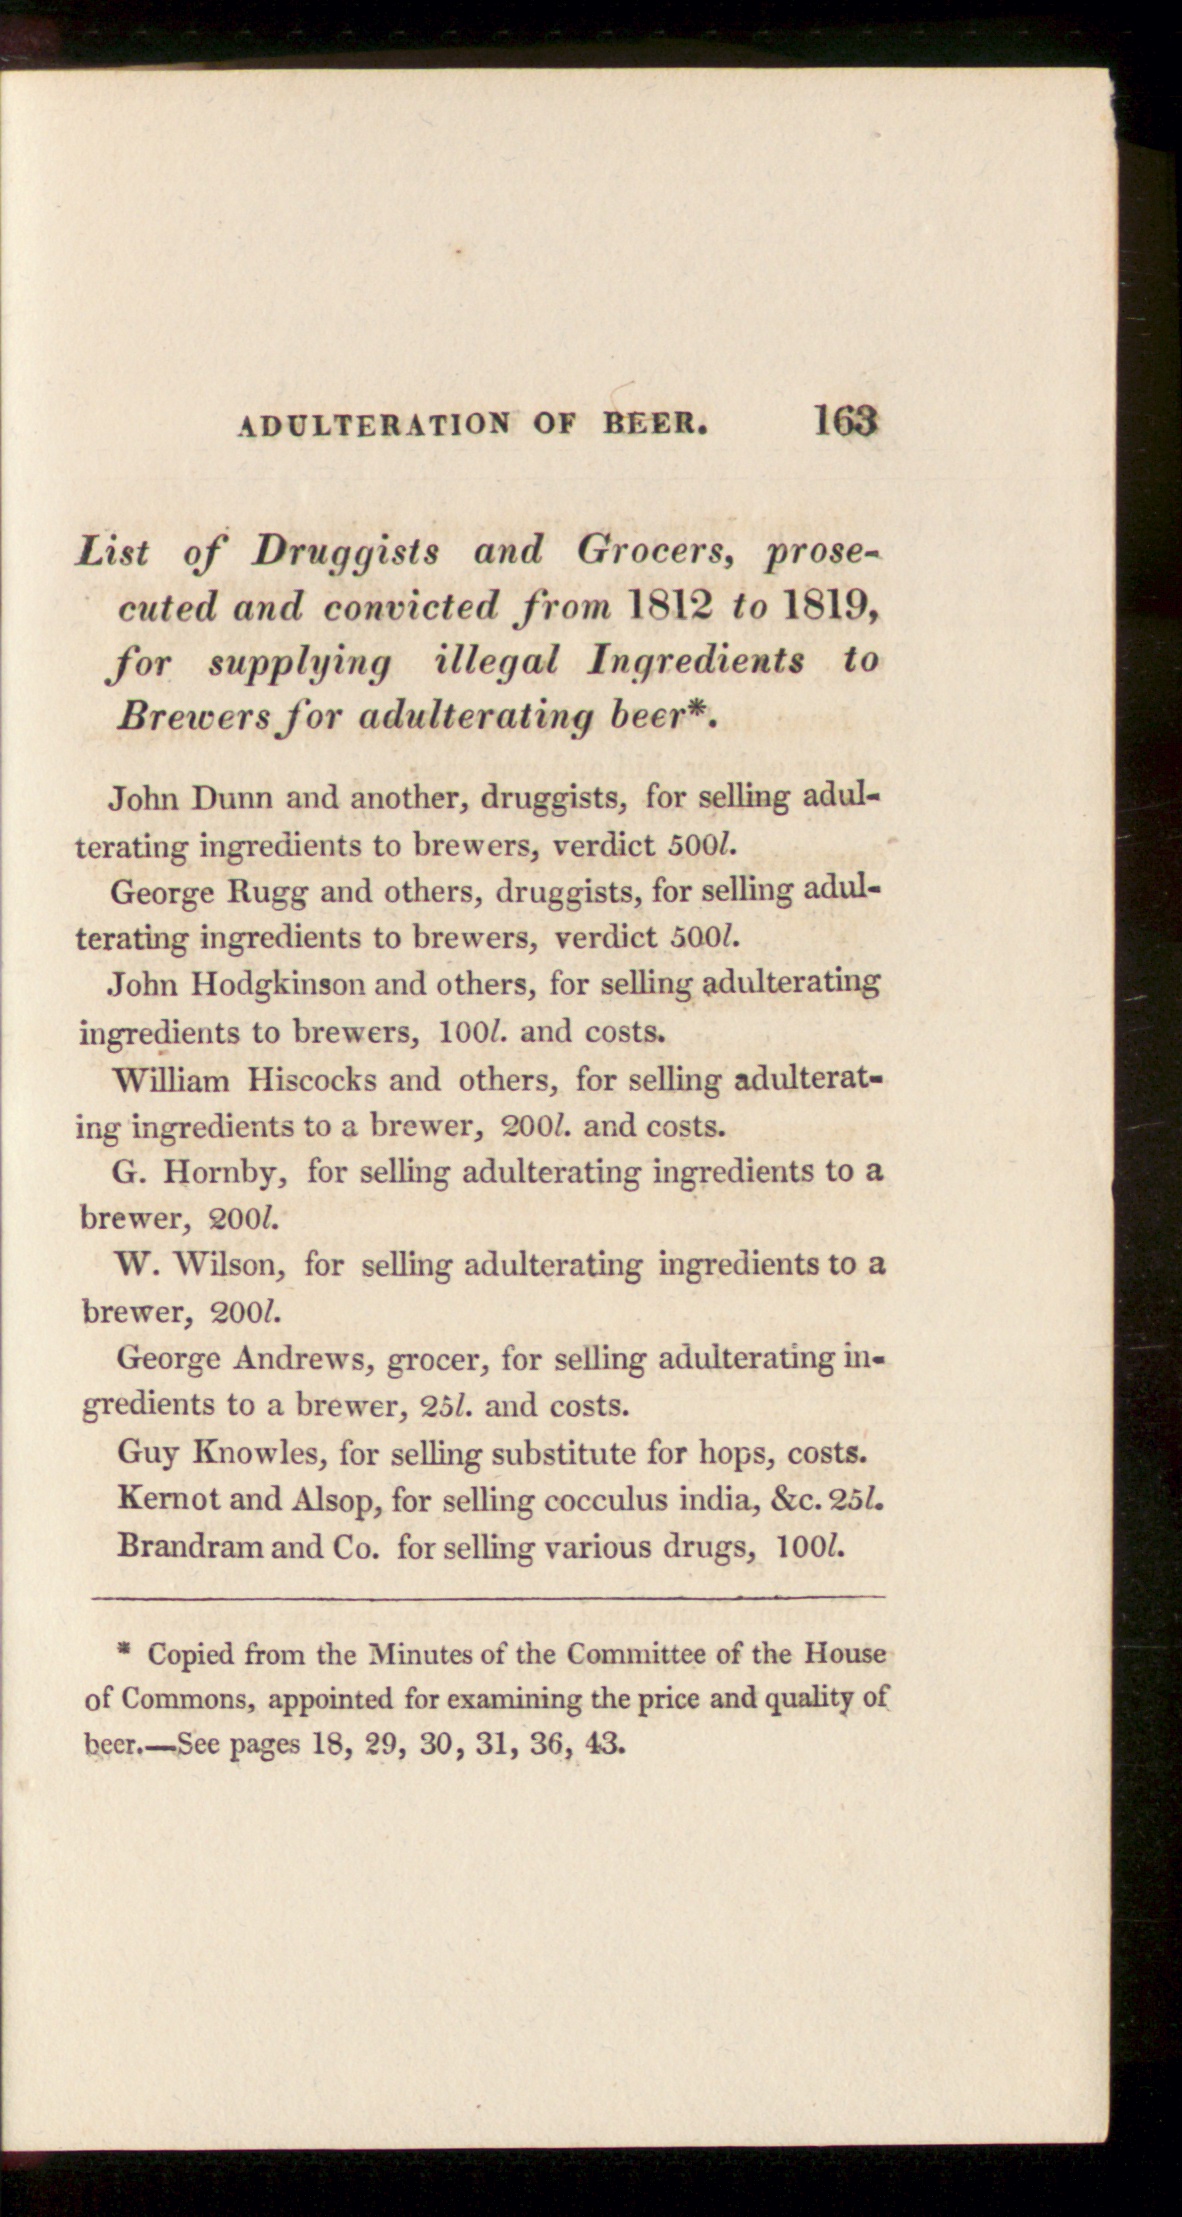 ADULTERATION OF BEER. 163
List of Druggists and Grocers, prose-
cuted and convicted from 1812 to 1819,
for supplying illegal Ingredients to
Brewers for adulterating beer*.
John Dunn and another, druggists, for selling adul-
terating ingredients to brewers, verdict 500l.
George Rugg and others, druggists, for selling adul-
terating ingredients to brewers, verdict 500l.
John Hodgkinson and others, for selling adulterating
ingredients to brewers, 100l. and costs.
William Hiscocks and others, for selling adulterat-
ing ingredients to a brewer, 200l. and costs.
G. Hornby, for selling adulterating ingredients to a
brewer, 200l.
W. Wilson, for selling adulterating ingredients to a
brewer, 200l.
George Andrews, grocer, for selling adulterating in-
gredients to a brewer, 25l. and costs.
Guy Knowles, for selling substitute for hops, costs.
Kernot and Alsop, for selling cocculus india, &c. 25l.
Brandram and Co. for selling various drugs, 100l.
* Copied from the Minutes of the Committee of the House
of Commons, appointed for examining the price and quality of
beer.—See pages 18, 29, 30, 31, 36, 43.